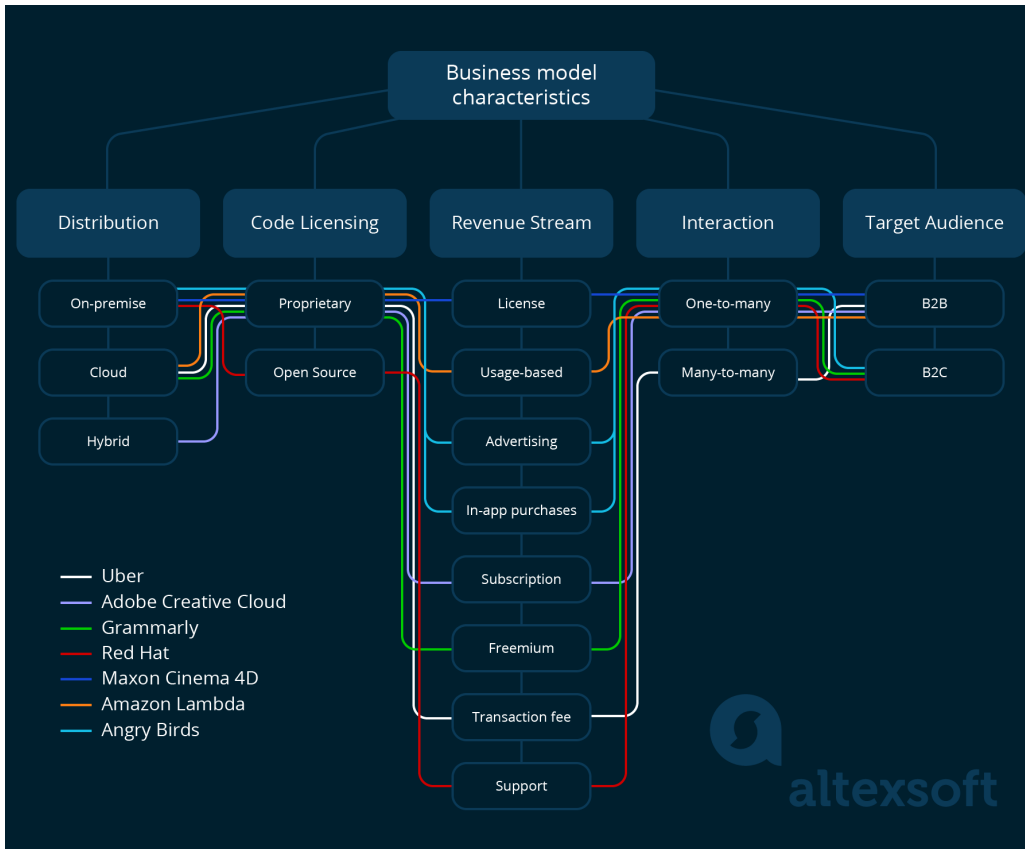 Business model
characteristics
Distribution
Code Licensing
Revenue Stream
Interaction
Target Audience
On-premise
Proprietary
License
One-to-many
B2B
Cloud
Open Source
Usage-based
Many-to-many
B2C
Hybrid
Advertising
In-app purchases
Subscription
Freemium
Transaction fee
Support
Uber
Adobe Creative Cloud
Grammarly
Red Hat
Maxon Cinema 4D
Amazon Lambda
Angry Birds
altexsoft